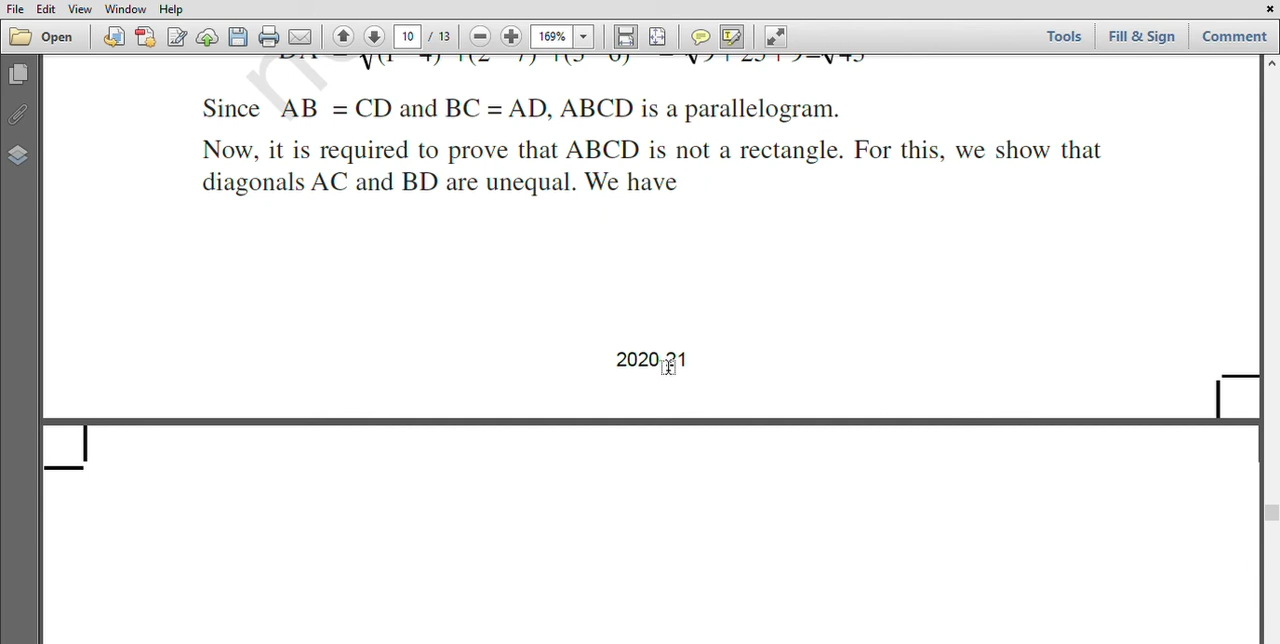 File Edit View Window Help
Open 10 / 13 169% Tools Fill & Sign Comment
Since AB = CD and BC = AD, ABCD is a parallelogram.
Now, it is required to prove that ABCD is not a rectangle. For this, we show that
diagonals AC and BD are unequal. We have
2020-21